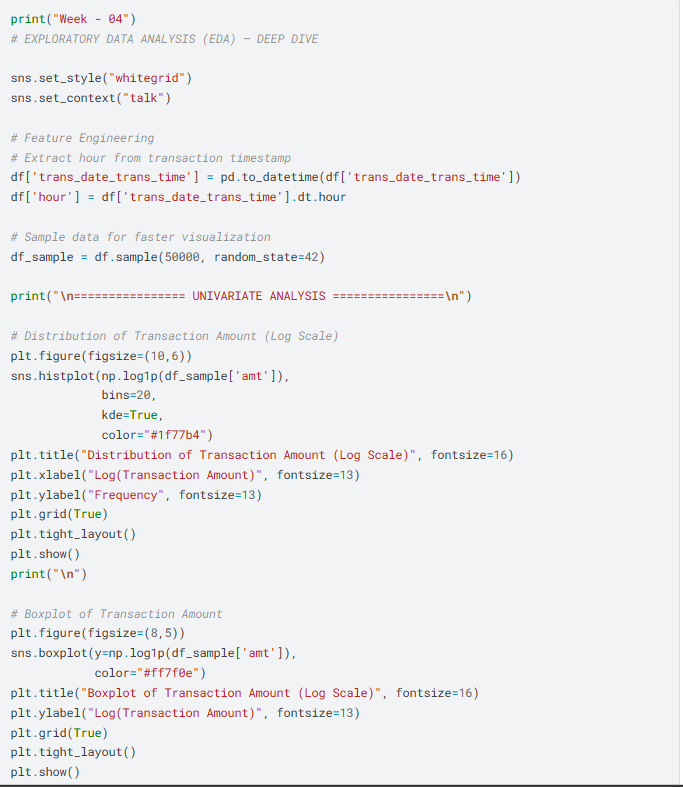 print("Week - 04")
# EXPLORATORY DATA ANALYSIS (EDA) – DEEP DIVE
sns.set_style("whitegrid")
sns.set_context("talk")
# Feature Engineering
# Extract hour from transaction timestamp
df['trans_date_trans_time'] = pd.to_datetime(df['trans_date_trans_time'])
df['hour'] = df['trans_date_trans_time'].dt.hour
# Sample data for faster visualization
df_sample = df.sample(50000, random_state=42)
print("\n================ UNIVARIATE ANALYSIS ================\n")
# Distribution of Transaction Amount (Log Scale)
plt.figure(figsize=(10,6))
sns.histplot(np.log1p(df_sample['amt']),
bins=20,
kde=True,
color="#1f77b4")
plt.title("Distribution of Transaction Amount (Log Scale)", fontsize=16)
plt.xlabel("Log(Transaction Amount)", fontsize=13)
plt.ylabel("Frequency", fontsize=13)
plt.grid(True)
plt.tight_layout()
plt.show()
print("\n")
# Boxplot of Transaction Amount
plt.figure(figsize=(8,5))
sns.boxplot(y=np.log1p(df_sample['amt']),
color="#ff7f0e")
plt.title("Boxplot of Transaction Amount (Log Scale)", fontsize=16)
plt.ylabel("Log(Transaction Amount)", fontsize=13)
plt.grid(True)
plt.tight_layout()
plt.show()